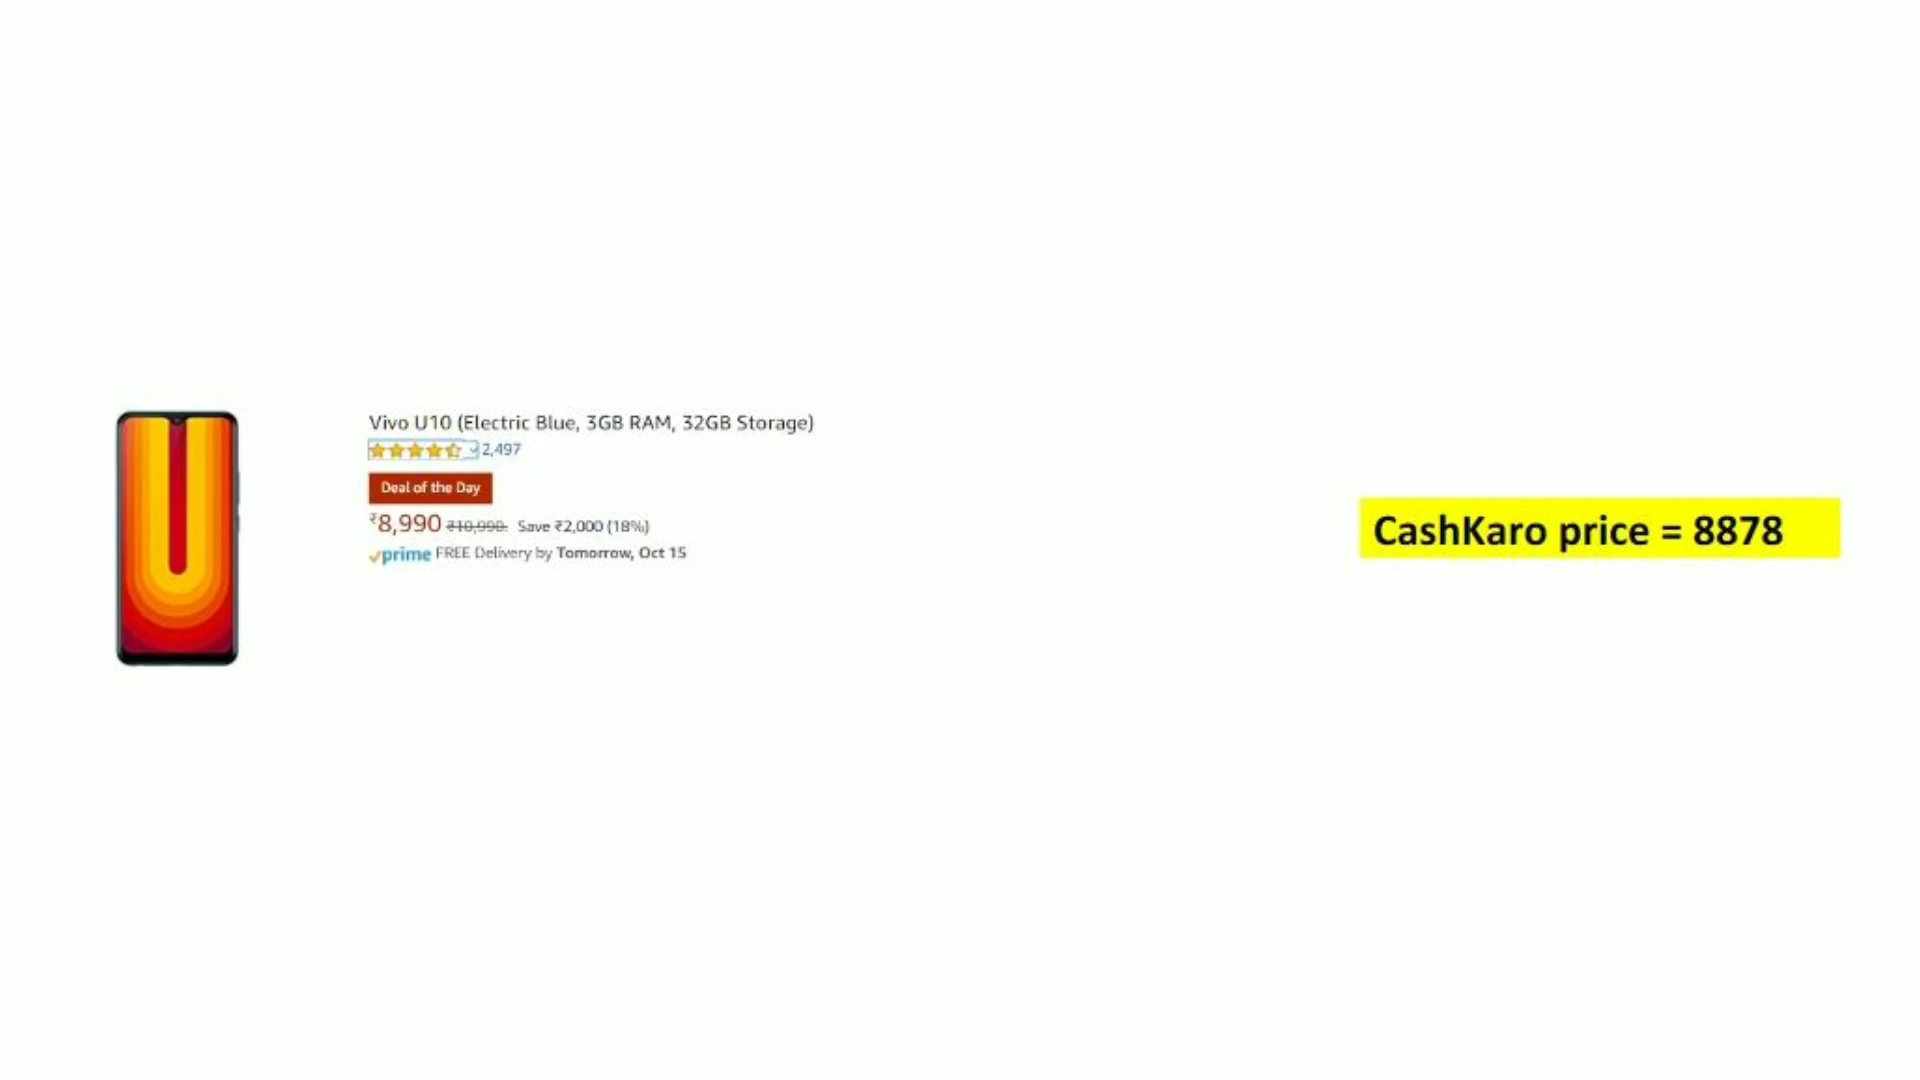 Vivo U10 (Electric Blue, 3GB RAM, 32GB Storage)
2,497
Deal of the Day
₹8,990 ₹10,990 Save ₹2,000 (18%)
prime FREE Delivery by Tomorrow, Oct 15
CashKaro price = 8878